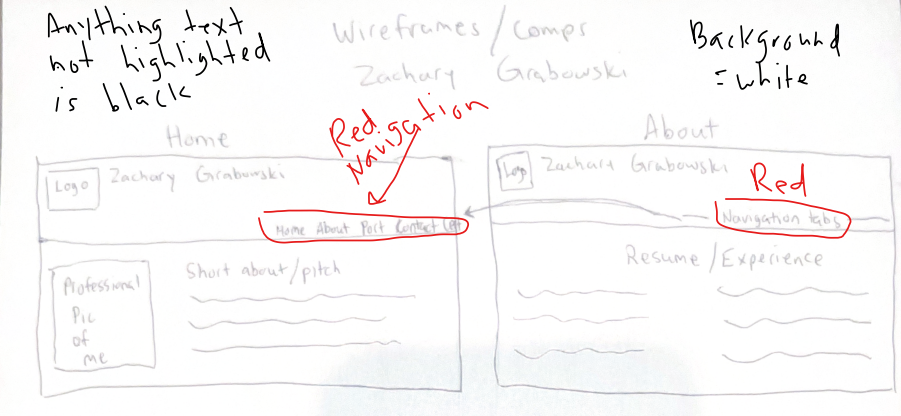 Anything text
not highlighted
is black
Wireframes/Comps
Zachary Grabowski
Background
= white
Home
Red
Navigation
About
Logo
Zachary Grabowski
Home About Port Contact
Professional
Pic
of
me
Short about/pitch
Logo
Zachary Grabowski
Red
Navigation tabs
Resume/Experience